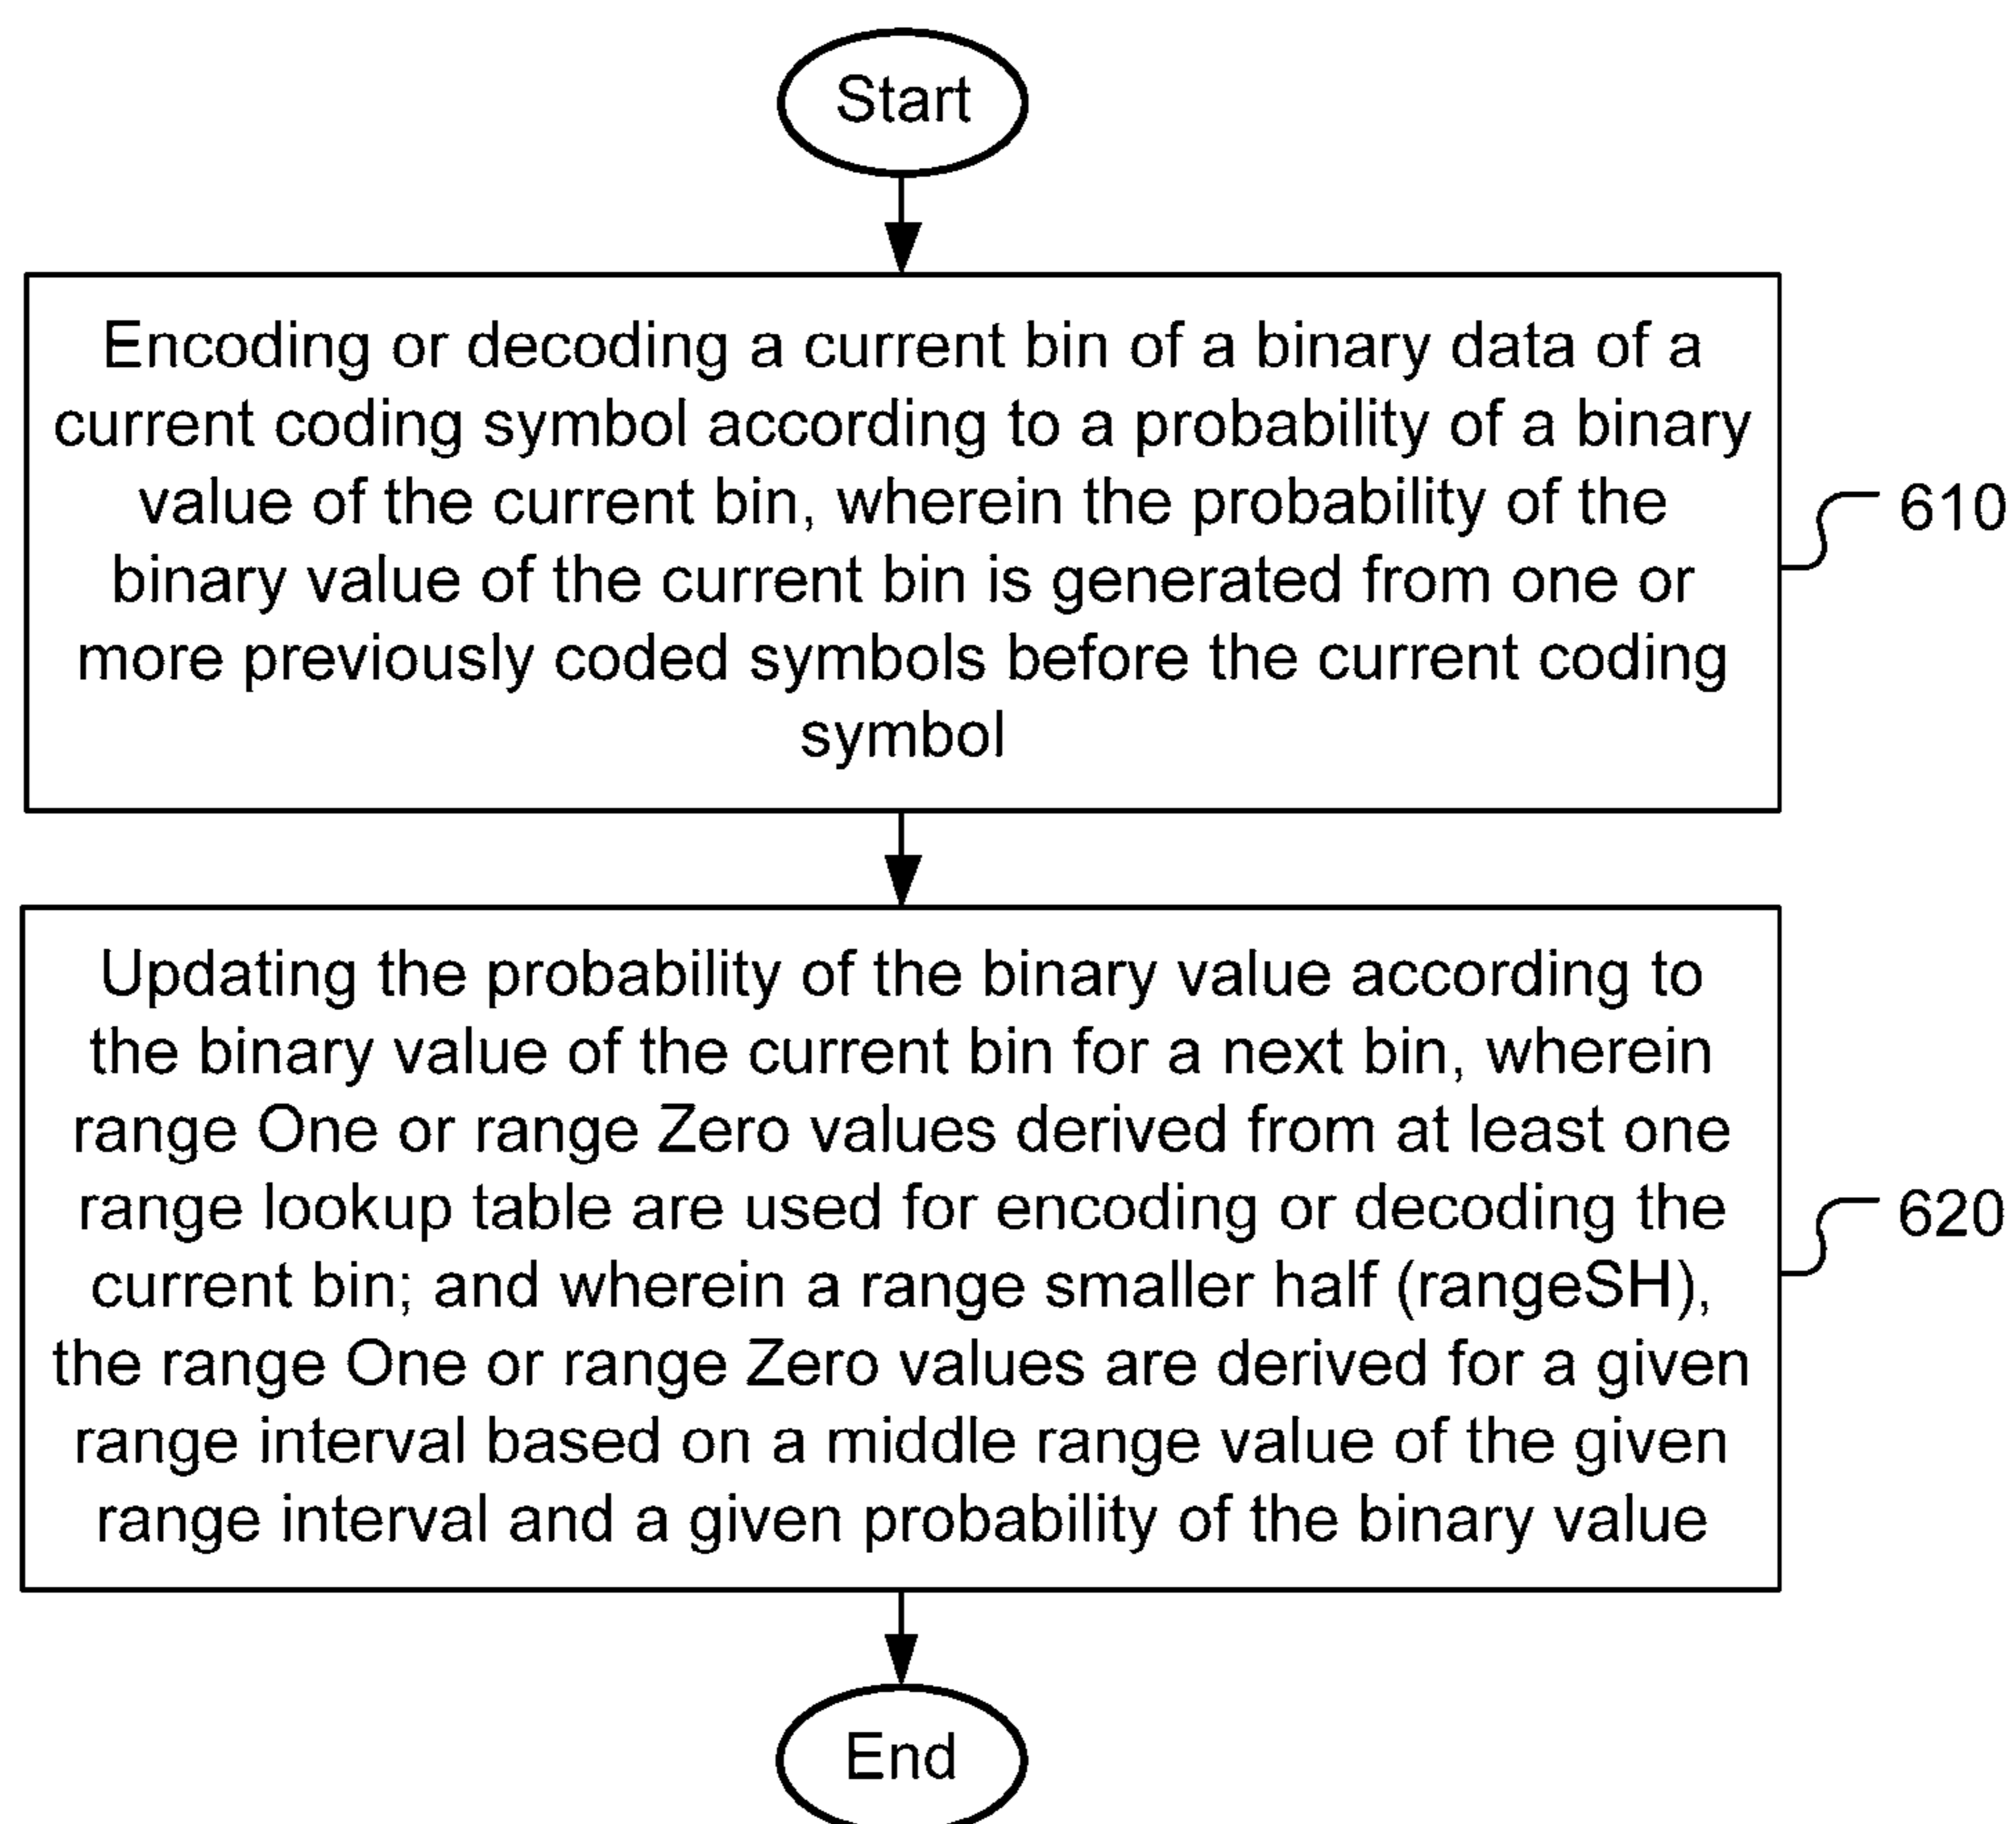 Start
Encoding or decoding a current bin of a binary data of a
current coding symbol according to a probability of a binary
value of the current bin, wherein the probability of the
binary value of the current bin is generated from one or
more previously coded symbols before the current coding
symbol
610
Updating the probability of the binary value according to
the binary value of the current bin for a next bin, wherein
range One or range Zero values derived from at least one
range lookup table are used for encoding or decoding the
current bin; and wherein a range smaller half (rangeSH),
the range One or range Zero values are derived for a given
range interval based on a middle range value of the given
range interval and a given probability of the binary value
620
End